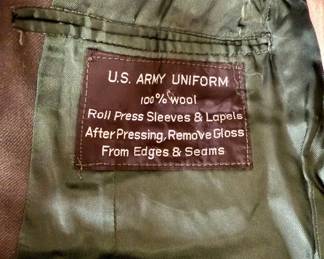 U.S. ARMY UNIFORM
100% wool
Roll Press Sleeves & Lapels
After Pressing, Remove Gloss
From Edges & Seams